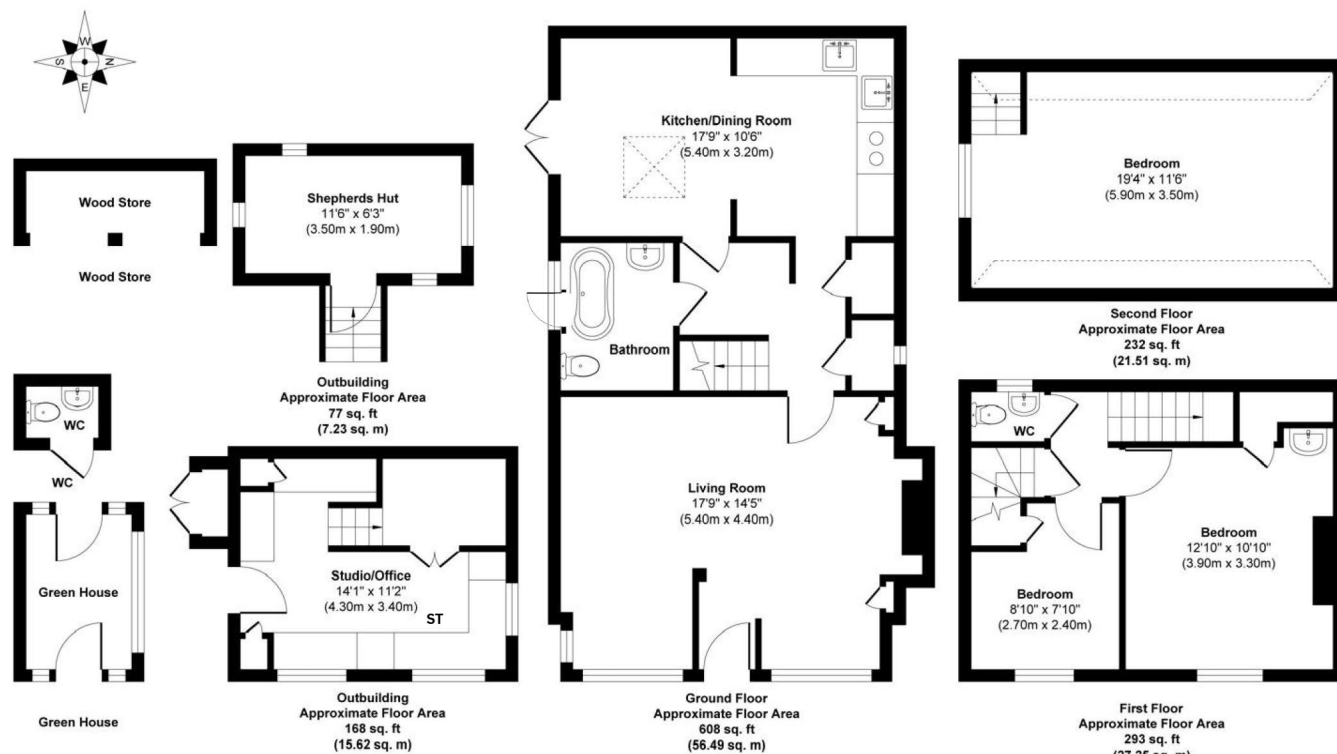 W
S
N
E
Wood Store
Wood Store
Shepherds Hut
11'6" x 6'3"
(3.50m x 1.90m)
Outbuilding
Approximate Floor Area
77 sq. ft
(7.23 sq. m)
WC
WC
Green House
Green House
Studio/Office
14'1" x 11'2"
(4.30m x 3.40m)
ST
Outbuilding
Approximate Floor Area
168 sq. ft
(15.62 sq. m)
Kitchen/Dining Room
17'9" x 10'6"
(5.40m x 3.20m)
Bathroom
Living Room
17'9" x 14'5"
(5.40m x 4.40m)
Ground Floor
Approximate Floor Area
608 sq. ft
(56.49 sq. m)
Bedroom
19'4" x 11'6"
(5.90m x 3.50m)
Second Floor
Approximate Floor Area
232 sq. ft
(21.51 sq. m)
WC
Bedroom
12'10" x 10'10"
(3.90m x 3.30m)
Bedroom
8'10" x 7'10"
(2.70m x 2.40m)
First Floor
Approximate Floor Area
293 sq. ft
sq. m)